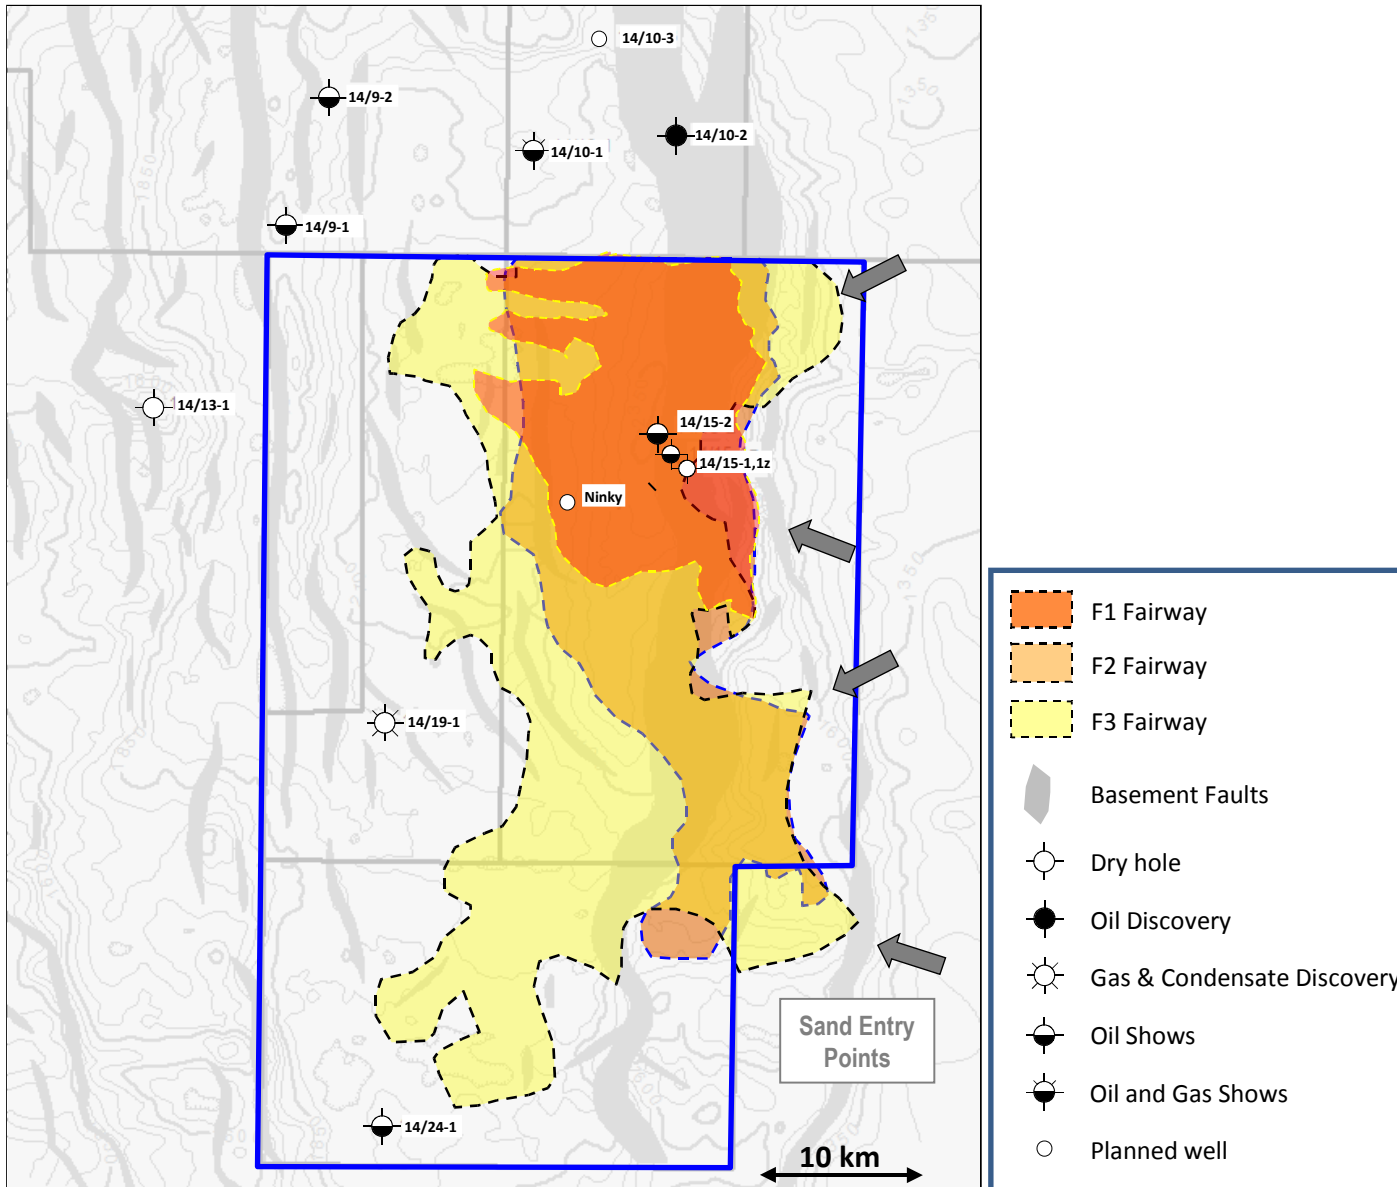 14/10-3
1350
14/9-2
14/10-2
14/10-1
1850
14/9-1
14/13-1
14/15-2
14/15-1,1z
Ninky
14/19-1
14/24-1
Sand Entry
Points
10 km
F1 Fairway
F2 Fairway
F3 Fairway
Basement Faults
Dry hole
Oil Discovery
Gas & Condensate Discovery
Oil Shows
Oil and Gas Shows
Planned well